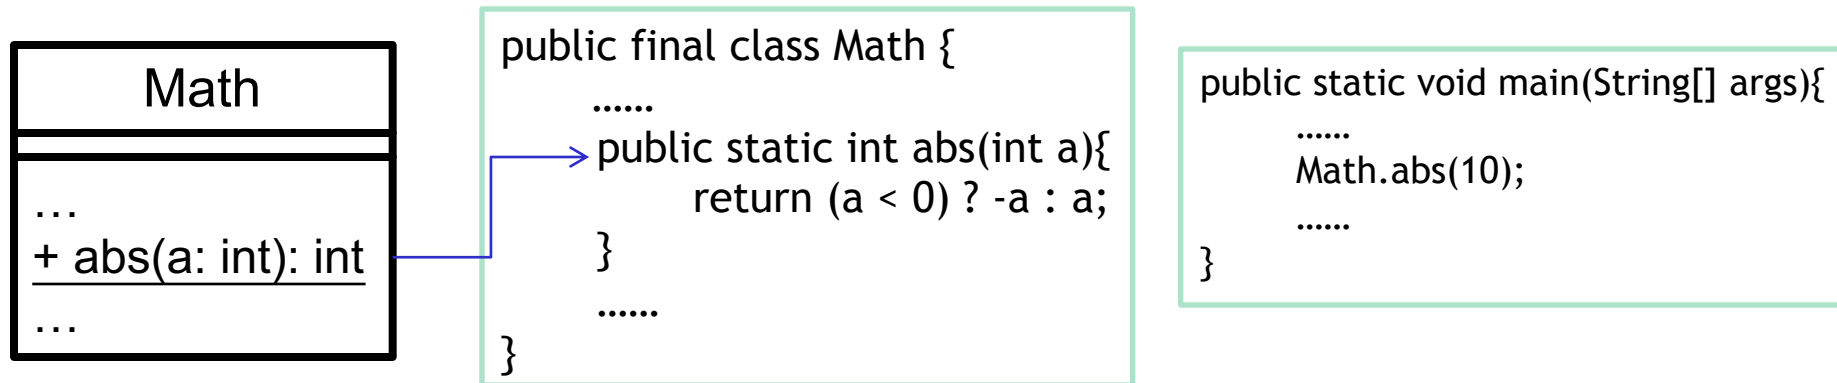 Math
…
+ abs(a: int): int
…
public final class Math {
......
public static int abs(int a){
return (a < 0) ? -a : a;
}
......
}
public static void main(String[] args){
......
Math.abs(10);
......
}